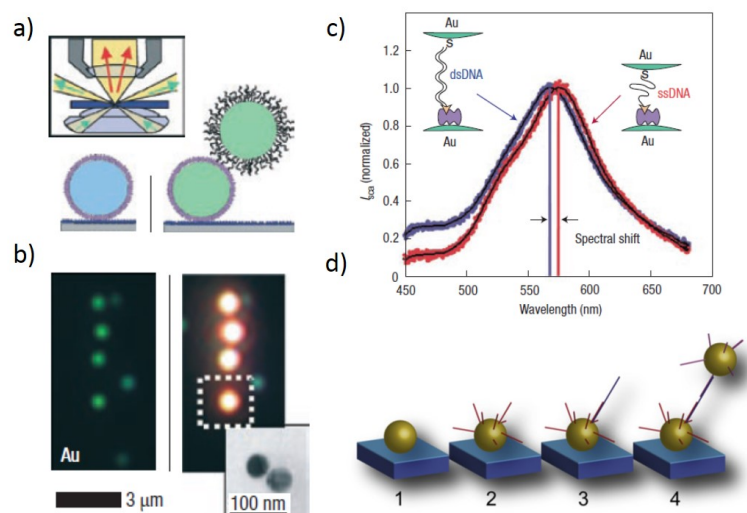 a)
b)
Au
3 μm
100 nm
c)
Au
S
dsDNA
Au
Au
S
ssDNA
Au
Isca (normalized)
1.2
1.0
0.8
0.6
0.4
0.2
0
Spectral shift
450 500 550 600 650 700
Wavelength (nm)
d)
1 2 3 4